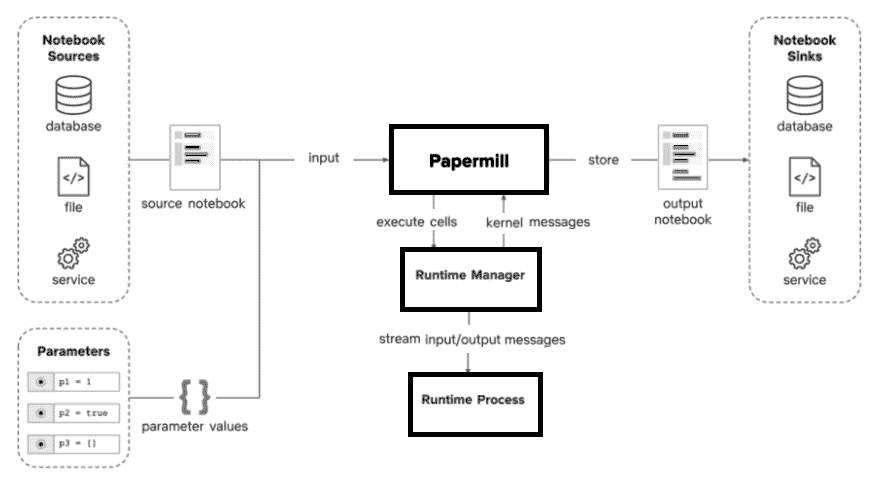 Notebook
Sources
database
</>
file
service
Parameters
p1 = 1
p2 = true
p3 = []
source notebook
{}
parameter values
input
Papermill
execute cells
kernel messages
Runtime Manager
stream input/output messages
Runtime Process
store
output
notebook
Notebook
Sinks
database
</>
file
service